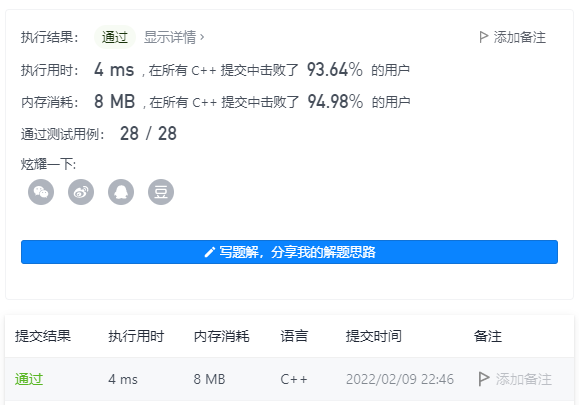 执行结果： 通过 显示详情 › 添加备注
执行用时： 4 ms , 在所有 C++ 提交中击败了 93.64% 的用户
内存消耗： 8 MB , 在所有 C++ 提交中击败了 94.98% 的用户
通过测试用例： 28 / 28
炫耀一下:
豆
写题解，分享我的解题思路
提交结果 执行用时 内存消耗 语言 提交时间 备注
通过 4 ms 8 MB C++ 2022/02/09 22:46 添加备注